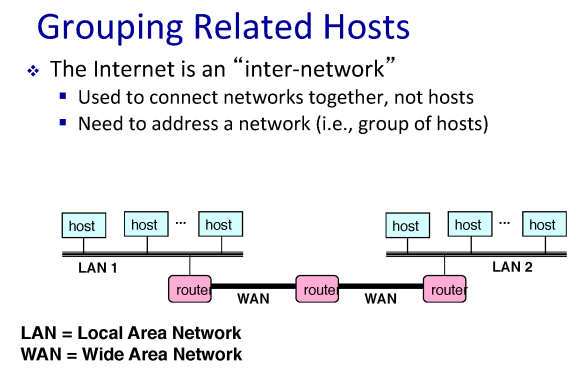 Grouping Related Hosts
❖ The Internet is an “inter-network”
▪ Used to connect networks together, not hosts
▪ Need to address a network (i.e., group of hosts)
host host ... host host host ... host
LAN 1 LAN 2
router router router
WAN WAN
LAN = Local Area Network
WAN = Wide Area Network